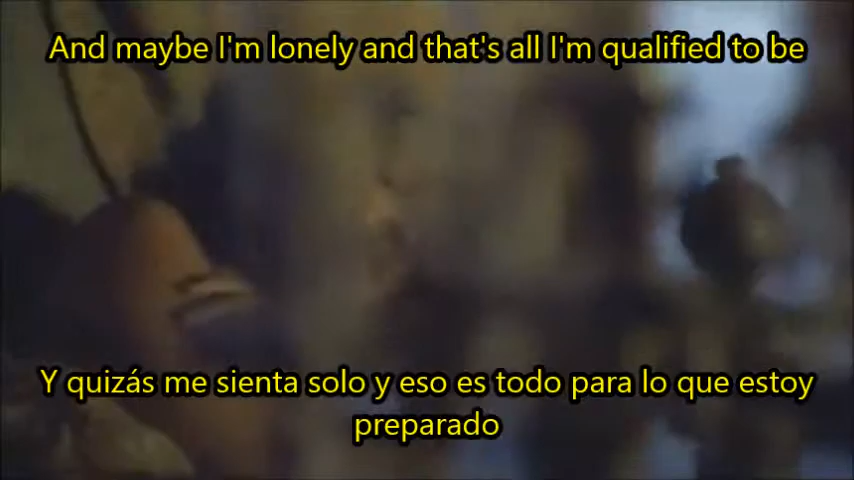 And maybe I'm lonely and that's all I'm qualified to be
Y quizás me sienta solo y eso es todo para lo que estoy
preparado